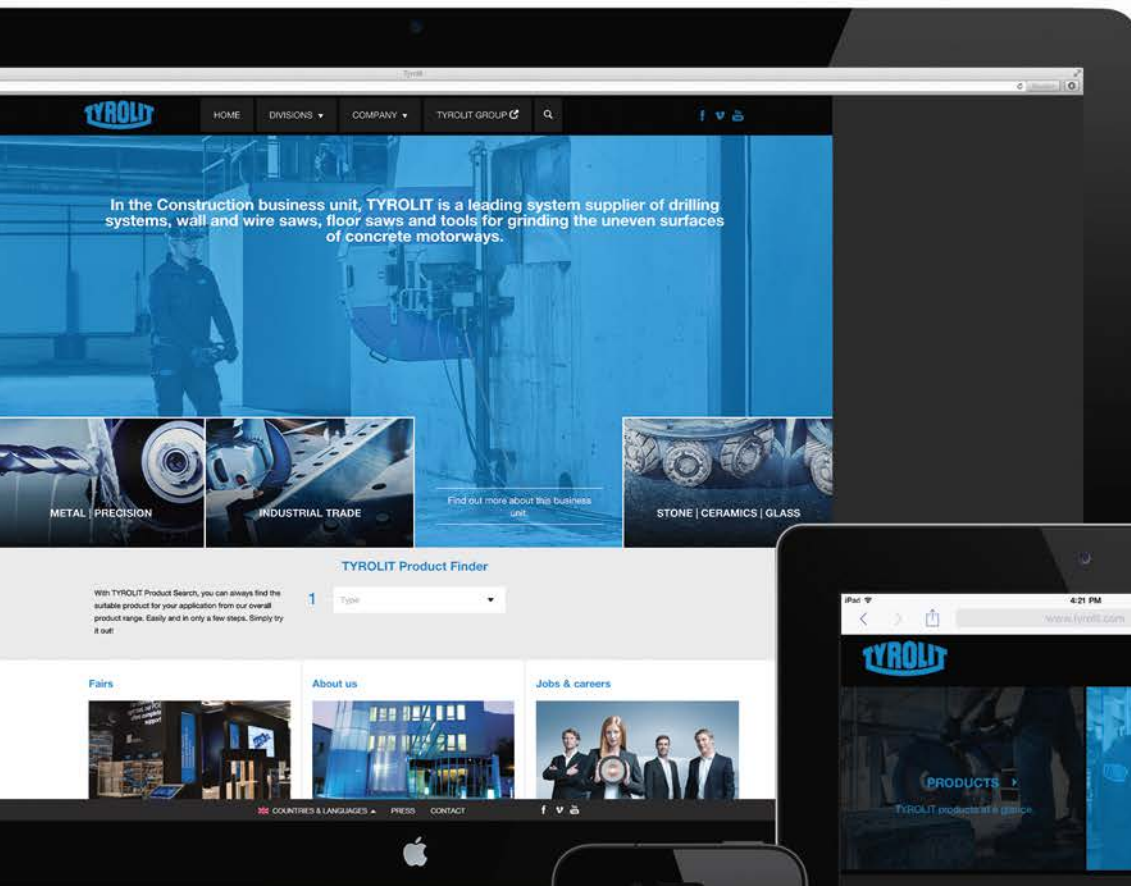 Tyrolit
TYROLIT
HOME
DIVISIONS
COMPANY
TYROLIT GROUP
In the Construction business unit, TYROLIT is a leading system supplier of drilling
systems, wall and wire saws, floor saws and tools for grinding the uneven surfaces
of concrete motorways.
METAL | PRECISION
INDUSTRIAL TRADE
Find out more about this business
unit.
STONE | CERAMICS | GLASS
TYROLIT Product Finder
With TYROLIT Product Search, you can always find the
suitable product for your application from our overall
product range. Easily and in only a few steps. Simply try
it out!
1
Type
Fairs
About us
Jobs & careers
complete
support
COUNTRIES & LANGUAGES
PRESS
CONTACT
iPad
4:21 PM
www.tyrolit.com
TYROLIT
PRODUCTS
TYROLIT products at a glance.